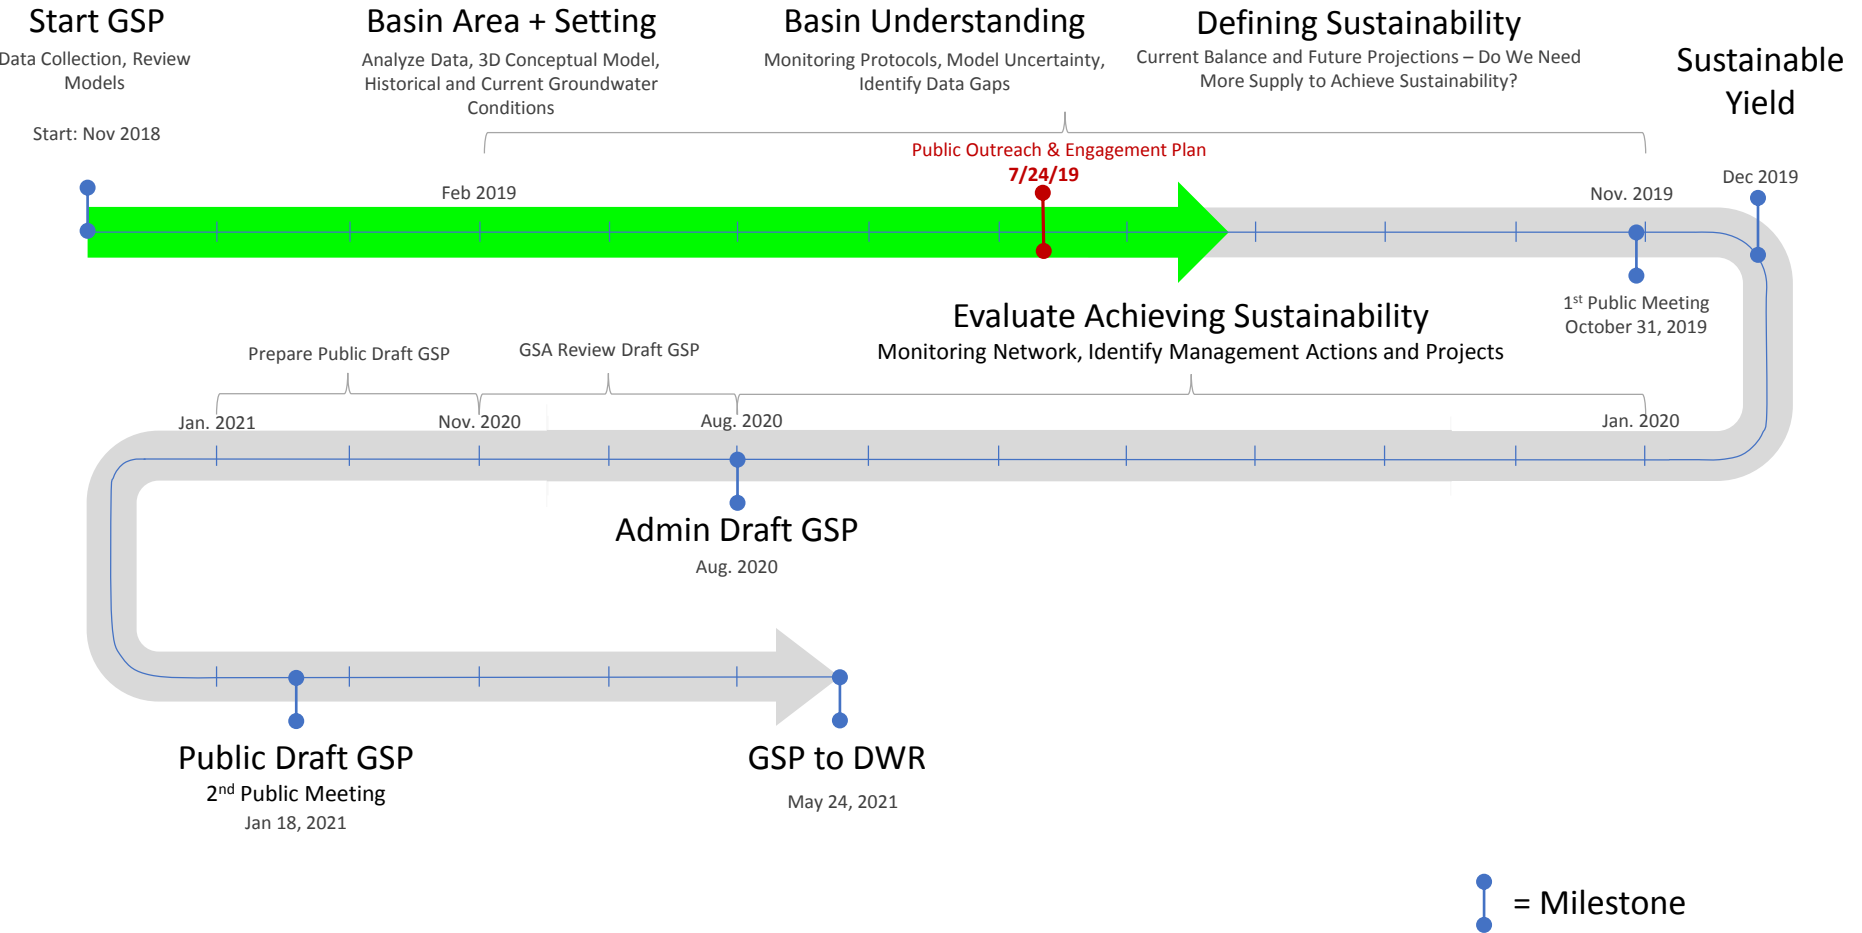 Start GSP
Data Collection, Review
Models
Start: Nov 2018
Basin Area + Setting
Analyze Data, 3D Conceptual Model,
Historical and Current Groundwater
Conditions
Basin Understanding
Monitoring Protocols, Model Uncertainty,
Identify Data Gaps
Defining Sustainability
Current Balance and Future Projections – Do We Need
More Supply to Achieve Sustainability?
Sustainable
Yield
Public Outreach & Engagement Plan
7/24/19
Feb 2019
Nov. 2019
Dec 2019
1st Public Meeting
October 31, 2019
Evaluate Achieving Sustainability
Monitoring Network, Identify Management Actions and Projects
Prepare Public Draft GSP
GSA Review Draft GSP
Jan. 2021
Nov. 2020
Aug. 2020
Jan. 2020
Admin Draft GSP
Aug. 2020
Public Draft GSP
2nd Public Meeting
Jan 18, 2021
GSP to DWR
May 24, 2021
= Milestone